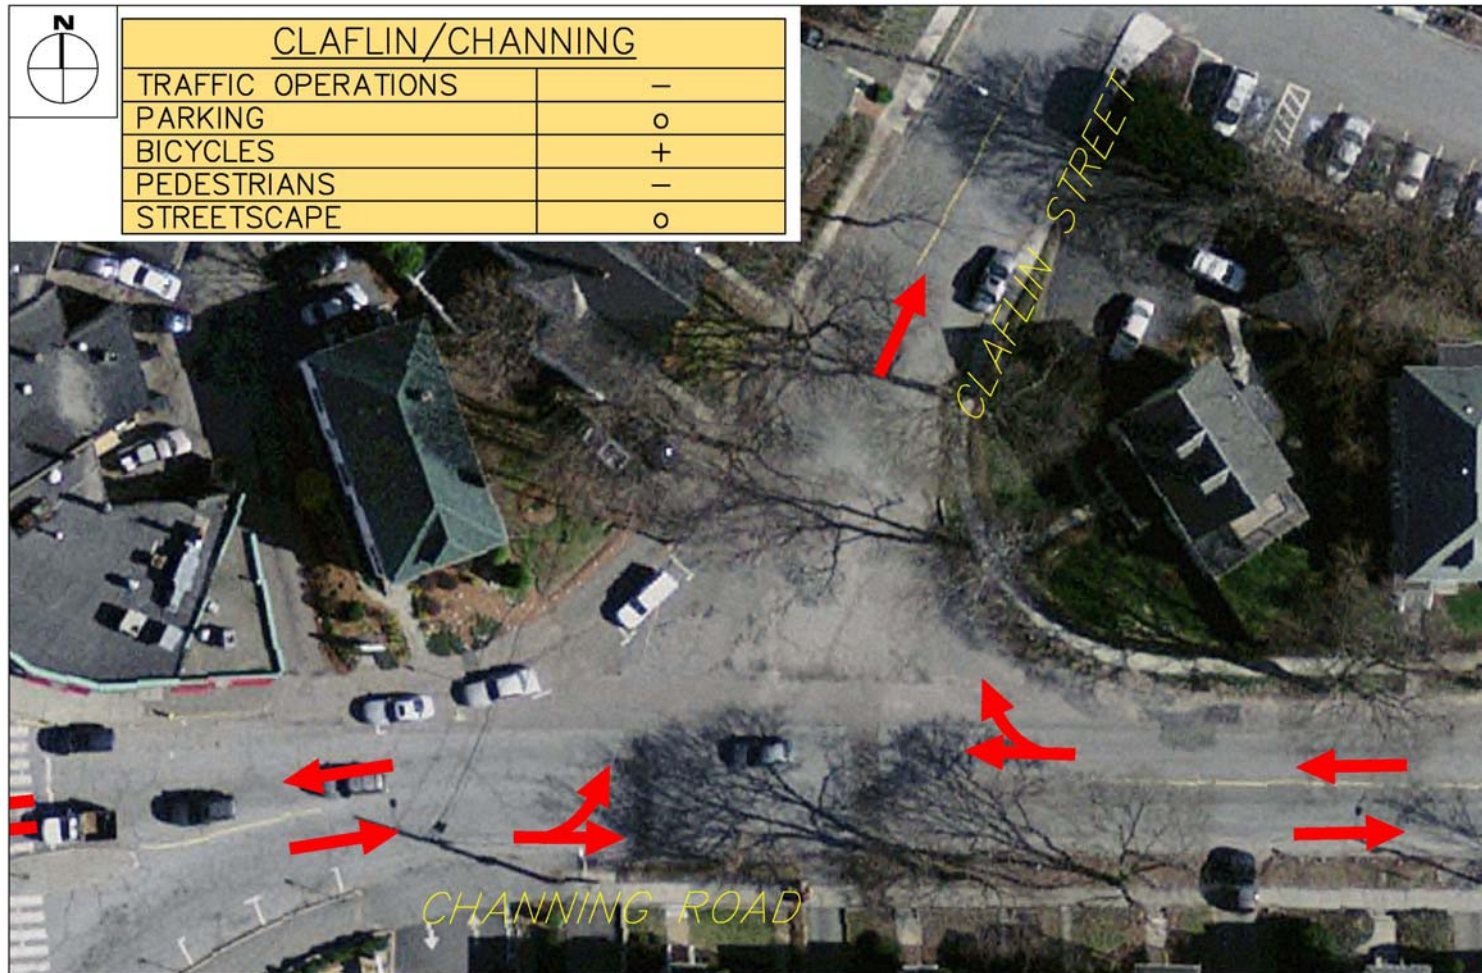 N
CLAFLIN/CHANNING
TRAFFIC OPERATIONS –
PARKING o
BICYCLES +
PEDESTRIANS –
STREETSCAPE o
CLAFLIN STREET
CHANNING ROAD